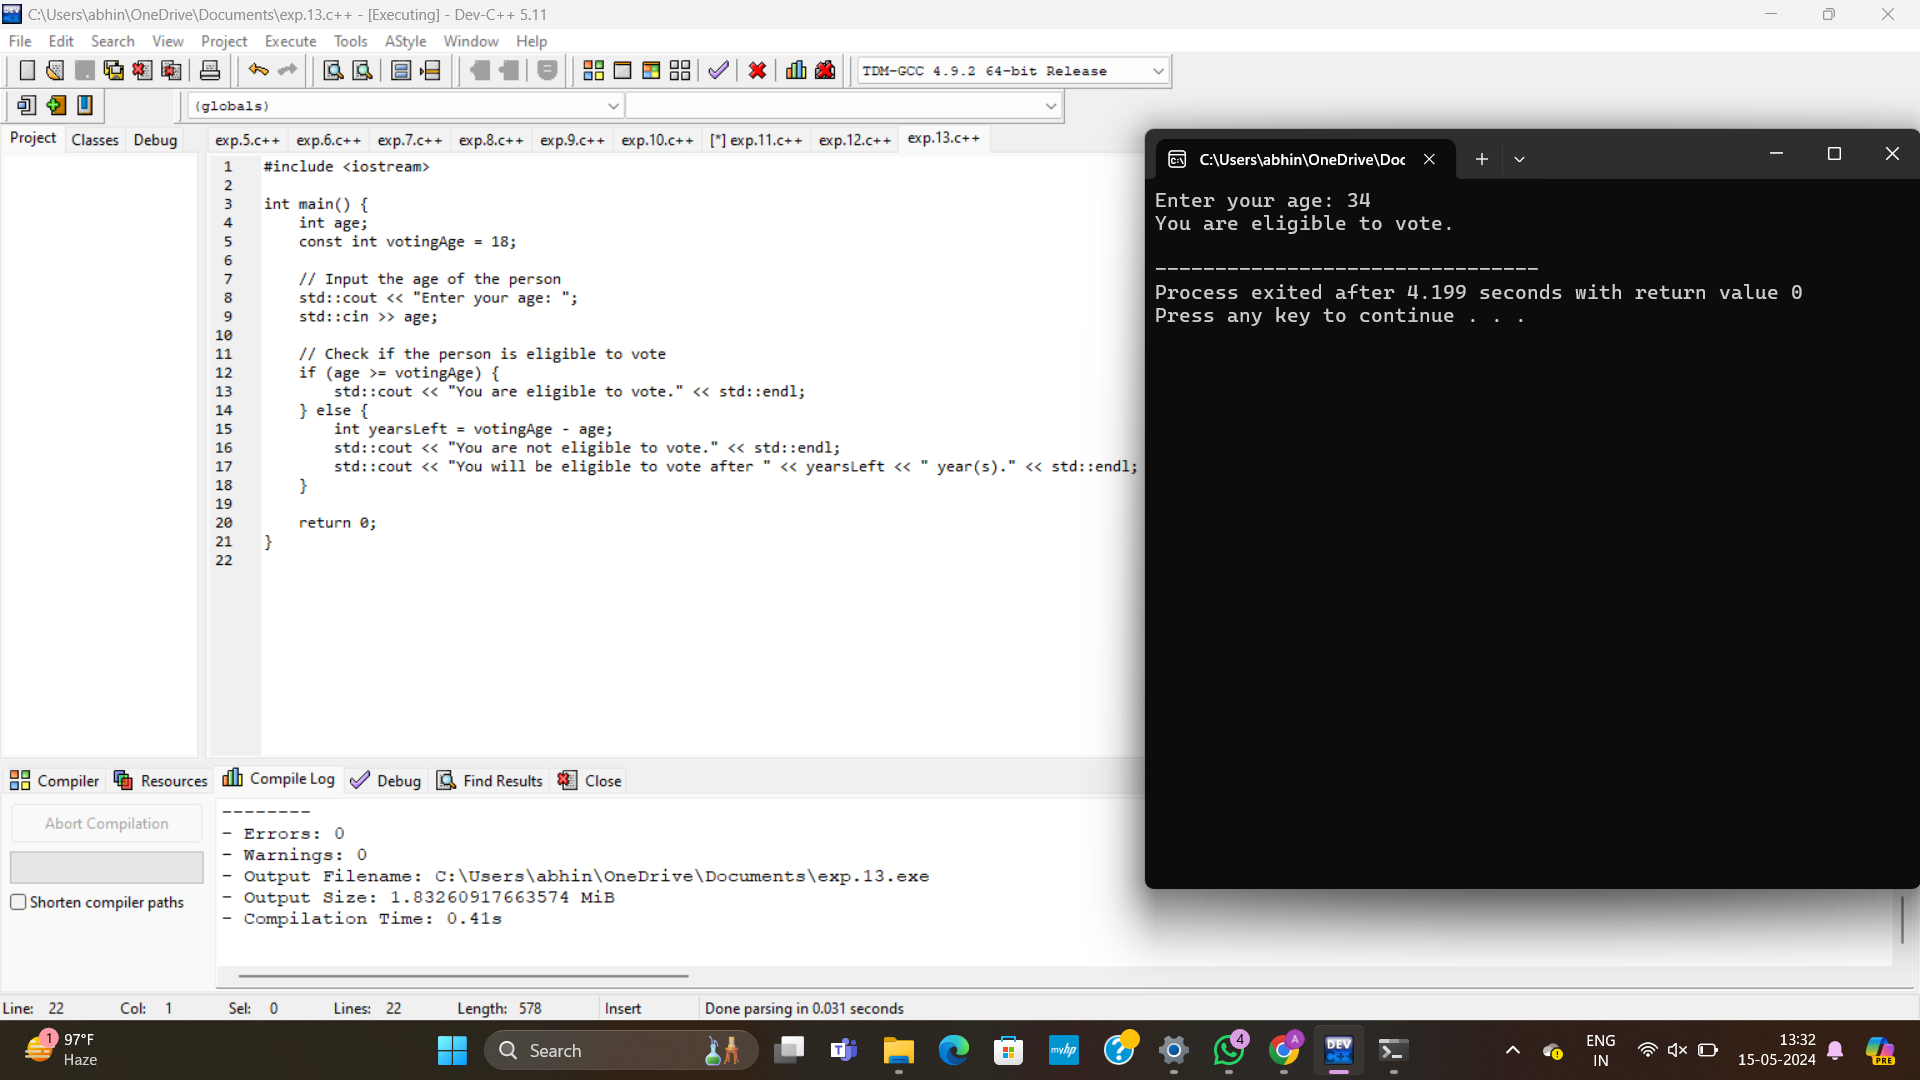 C:\Users\abhin\OneDrive\Documents\exp.13.c++ - [Executing] - Dev-C++ 5.11
File Edit Search View Project Execute Tools AStyle Window Help
TDM-GCC 4.9.2 64-bit Release
(globals)
Project Classes Debug
exp.5.c++ exp.6.c++ exp.7.c++ exp.8.c++ exp.9.c++ exp.10.c++ [*] exp.11.c++ exp.12.c++ exp.13.c++
1 #include <iostream>
2
3 int main() {
4 int age;
5 const int votingAge = 18;
6
7 // Input the age of the person
8 std::cout << "Enter your age: ";
9 std::cin >> age;
10
11 // Check if the person is eligible to vote
12 if (age >= votingAge) {
13 std::cout << "You are eligible to vote." << std::endl;
14 } else {
15 int yearsLeft = votingAge - age;
16 std::cout << "You are not eligible to vote." << std::endl;
17 std::cout << "You will be eligible to vote after " << yearsLeft << " year(s)." << std::endl;
18 }
19
20 return 0;
21 }
22
C:\Users\abhin\OneDrive\Doc
Enter your age: 34
You are eligible to vote.
--------------------------------
Process exited after 4.199 seconds with return value 0
Press any key to continue . . .
Compiler Resources Compile Log Debug Find Results Close
Abort Compilation
Shorten compiler paths
--------
- Errors: 0
- Warnings: 0
- Output Filename: C:\Users\abhin\OneDrive\Documents\exp.13.exe
- Output Size: 1.83260917663574 MiB
- Compilation Time: 0.41s
Line: 22 Col: 1 Sel: 0 Lines: 22 Length: 578 Insert Done parsing in 0.031 seconds
1
97°F
Haze
Search
myhp
4
A
DEV
C++
ENG
IN
13:32
15-05-2024
PRE